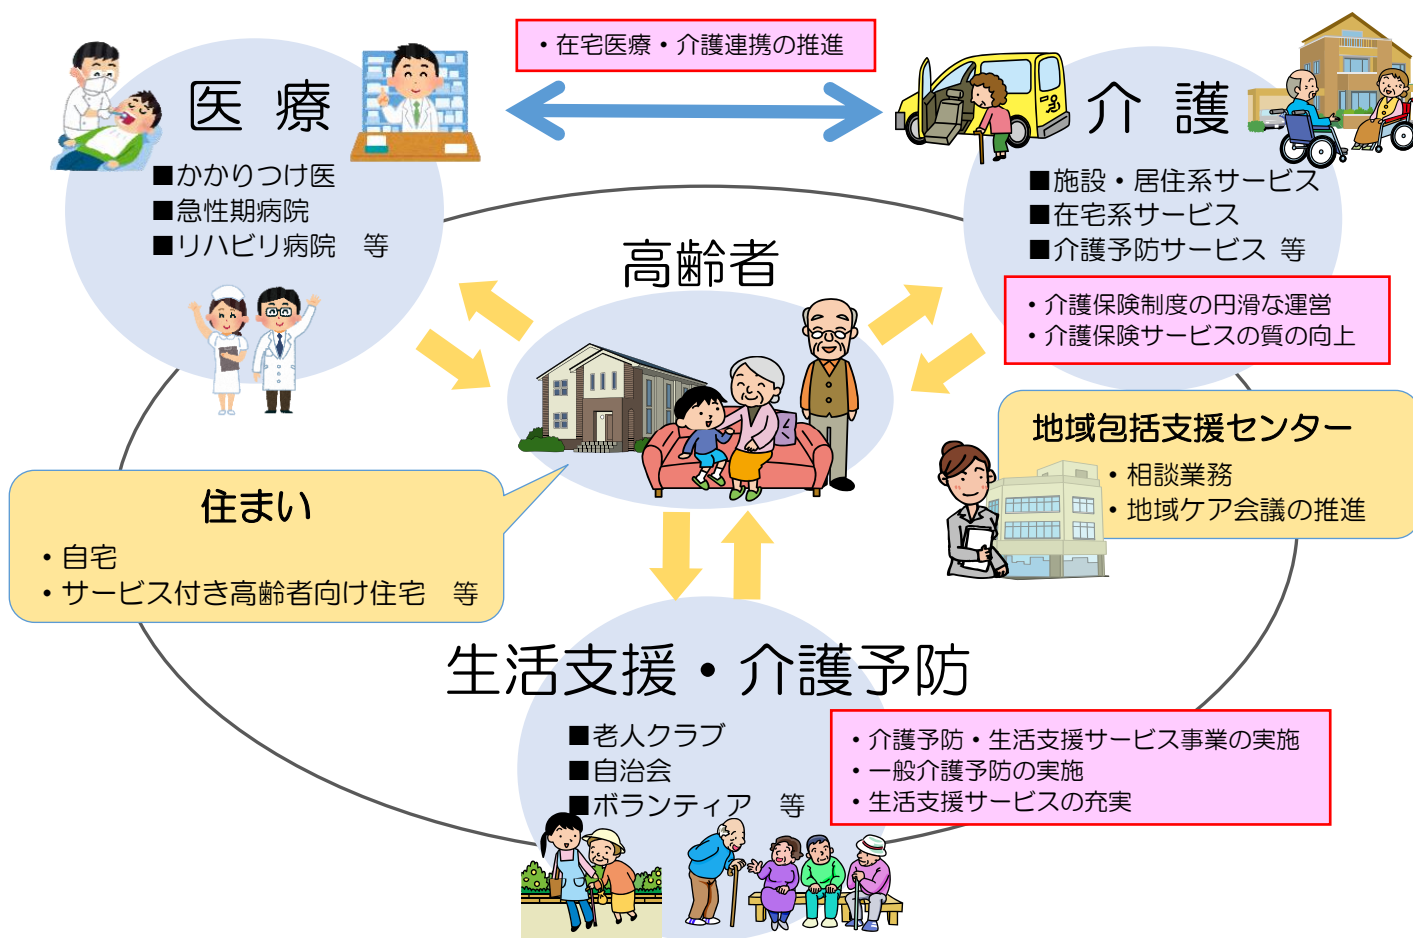 ・在宅医療・介護連携の推進
医 療
■かかりつけ医
■急性期病院
■リハビリ病院　等
介 護
■施設・居住系サービス
■在宅系サービス
■介護予防サービス 等
・介護保険制度の円滑な運営
・介護保険サービスの質の向上
高齢者
地域包括支援センター
・相談業務
・地域ケア会議の推進
住まい
・自宅
・サービス付き高齢者向け住宅　等
生活支援・介護予防
■老人クラブ
■自治会
■ボランティア　等
・介護予防・生活支援サービス事業の実施
・一般介護予防の実施
・生活支援サービスの充実